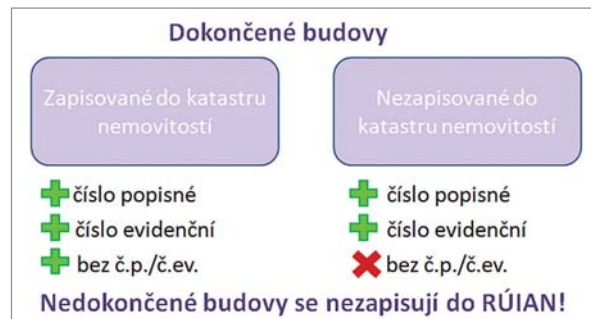 Dokončené budovy
Zapisované do katastru
nemovitostí
Nezapisované do
katastru nemovitostí
číslo popisné
číslo evidenční
bez č.p./č.ev.
číslo popisné
číslo evidenční
bez č.p./č.ev.
Nedokončené budovy se nezapisují do RÚIAN!